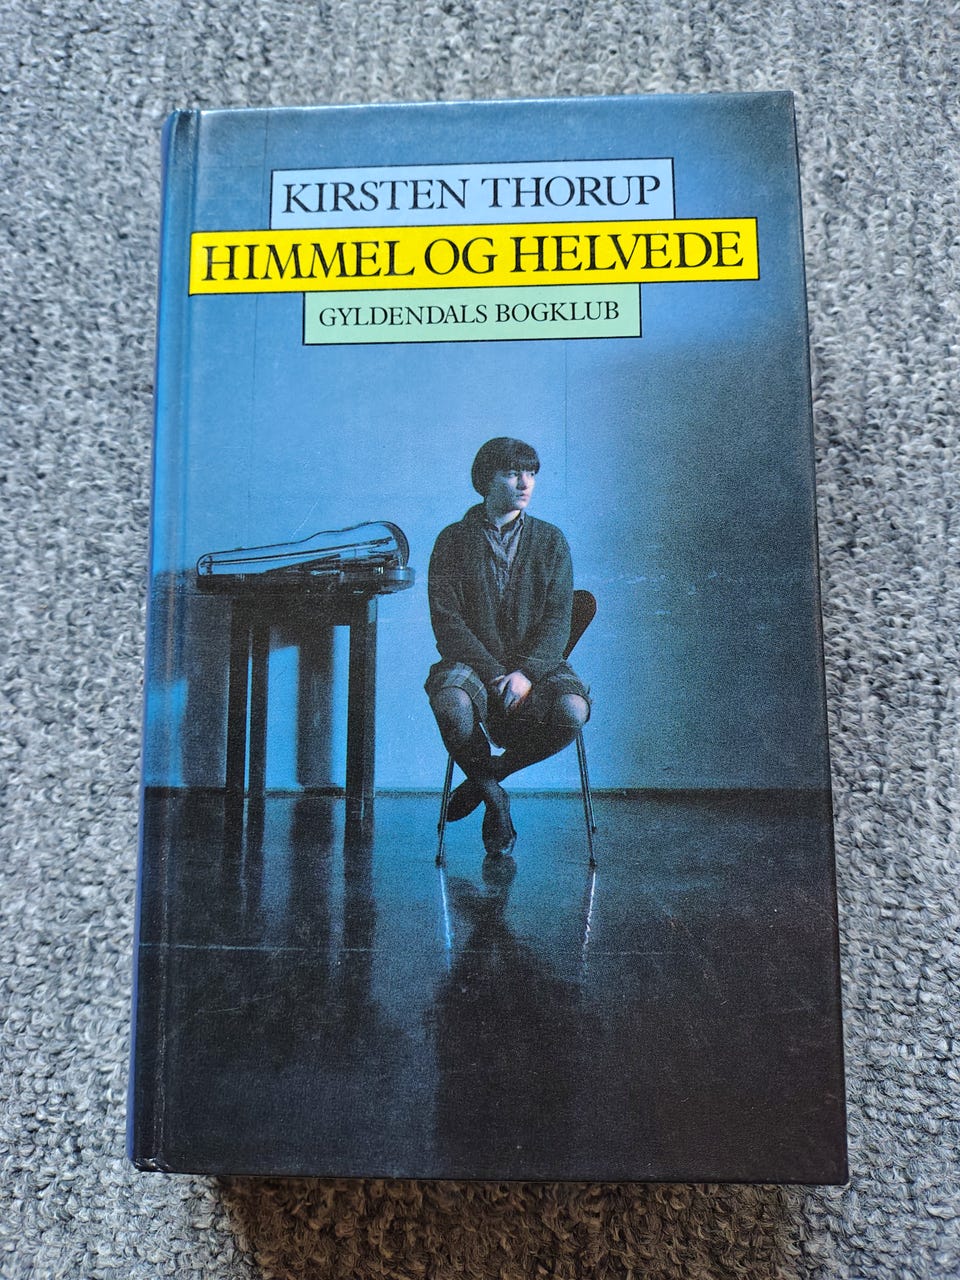 KIRSTEN THORUP
HIMMEL OG HELVEDE
GYLDENDALS BOGKLUB